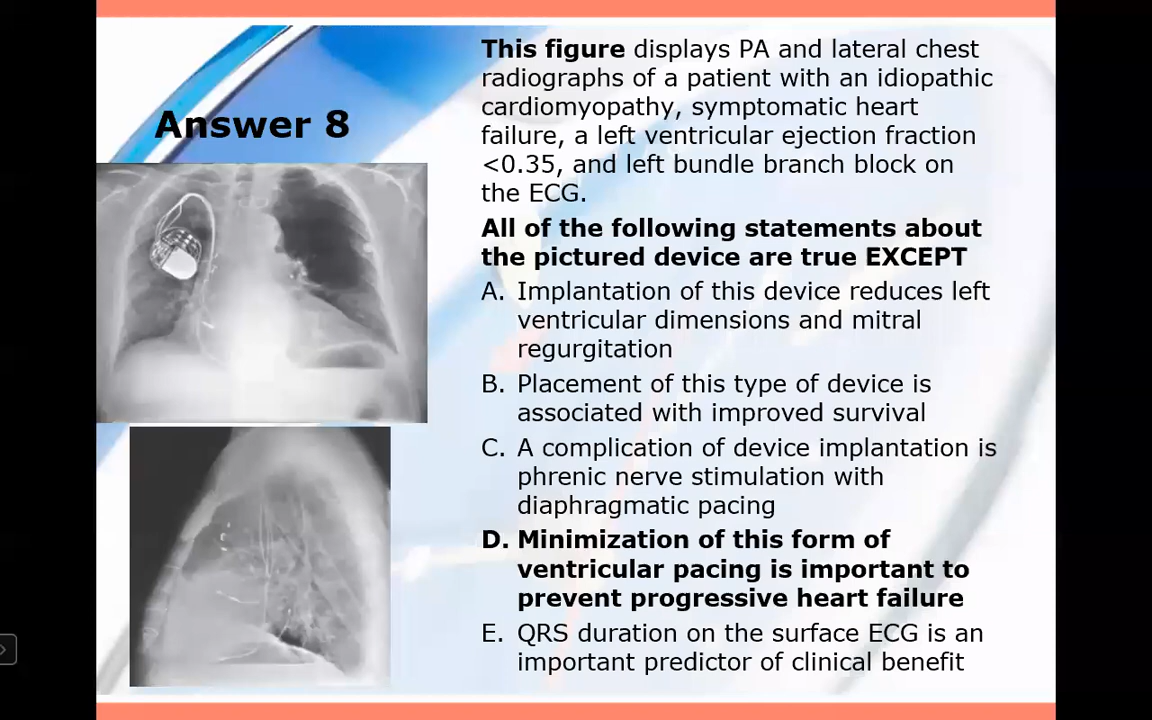 Answer 8
This figure displays PA and lateral chest
radiographs of a patient with an idiopathic
cardiomyopathy, symptomatic heart
failure, a left ventricular ejection fraction
<0.35, and left bundle branch block on
the ECG.
All of the following statements about
the pictured device are true EXCEPT
A. Implantation of this device reduces left
ventricular dimensions and mitral
regurgitation
B. Placement of this type of device is
associated with improved survival
C. A complication of device implantation is
phrenic nerve stimulation with
diaphragmatic pacing
D. Minimization of this form of
ventricular pacing is important to
prevent progressive heart failure
E. QRS duration on the surface ECG is an
important predictor of clinical benefit